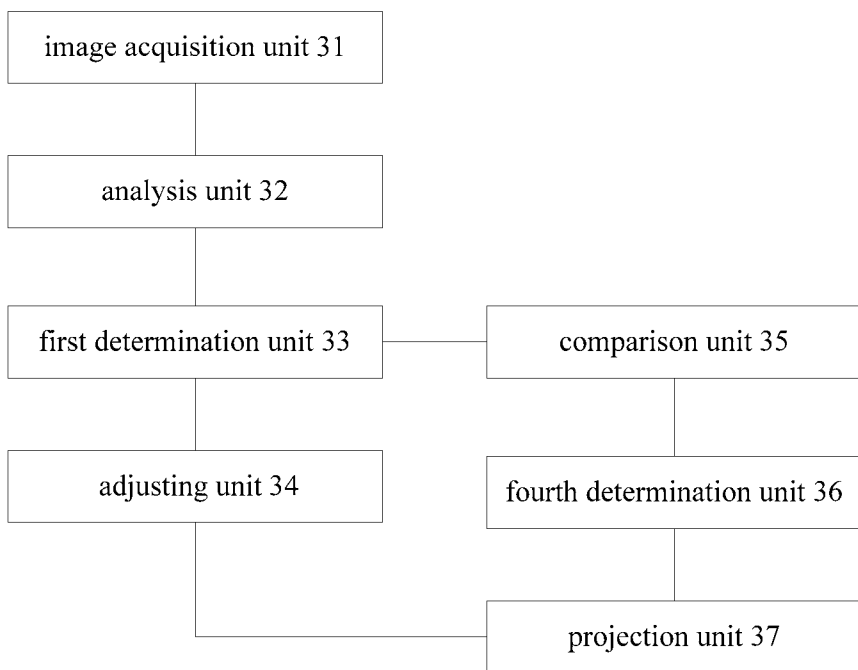 image acquisition unit 31
analysis unit 32
first determination unit 33
comparison unit 35
adjusting unit 34
fourth determination unit 36
projection unit 37